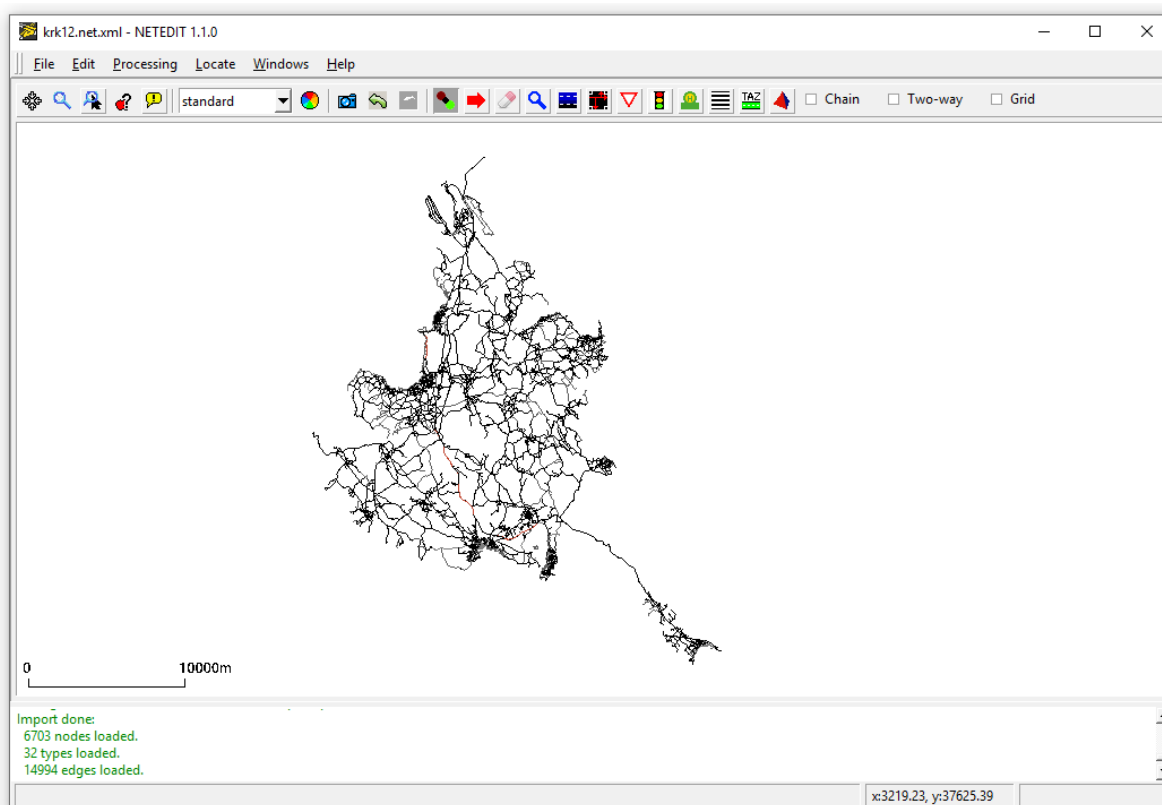 krk12.net.xml - NETEDIT 1.1.0
File Edit Processing Locate Windows Help
standard TAZ Chain Two-way Grid
0 10000m
Import done:
6703 nodes loaded.
32 types loaded.
14994 edges loaded.
x:3219.23, y:37625.39